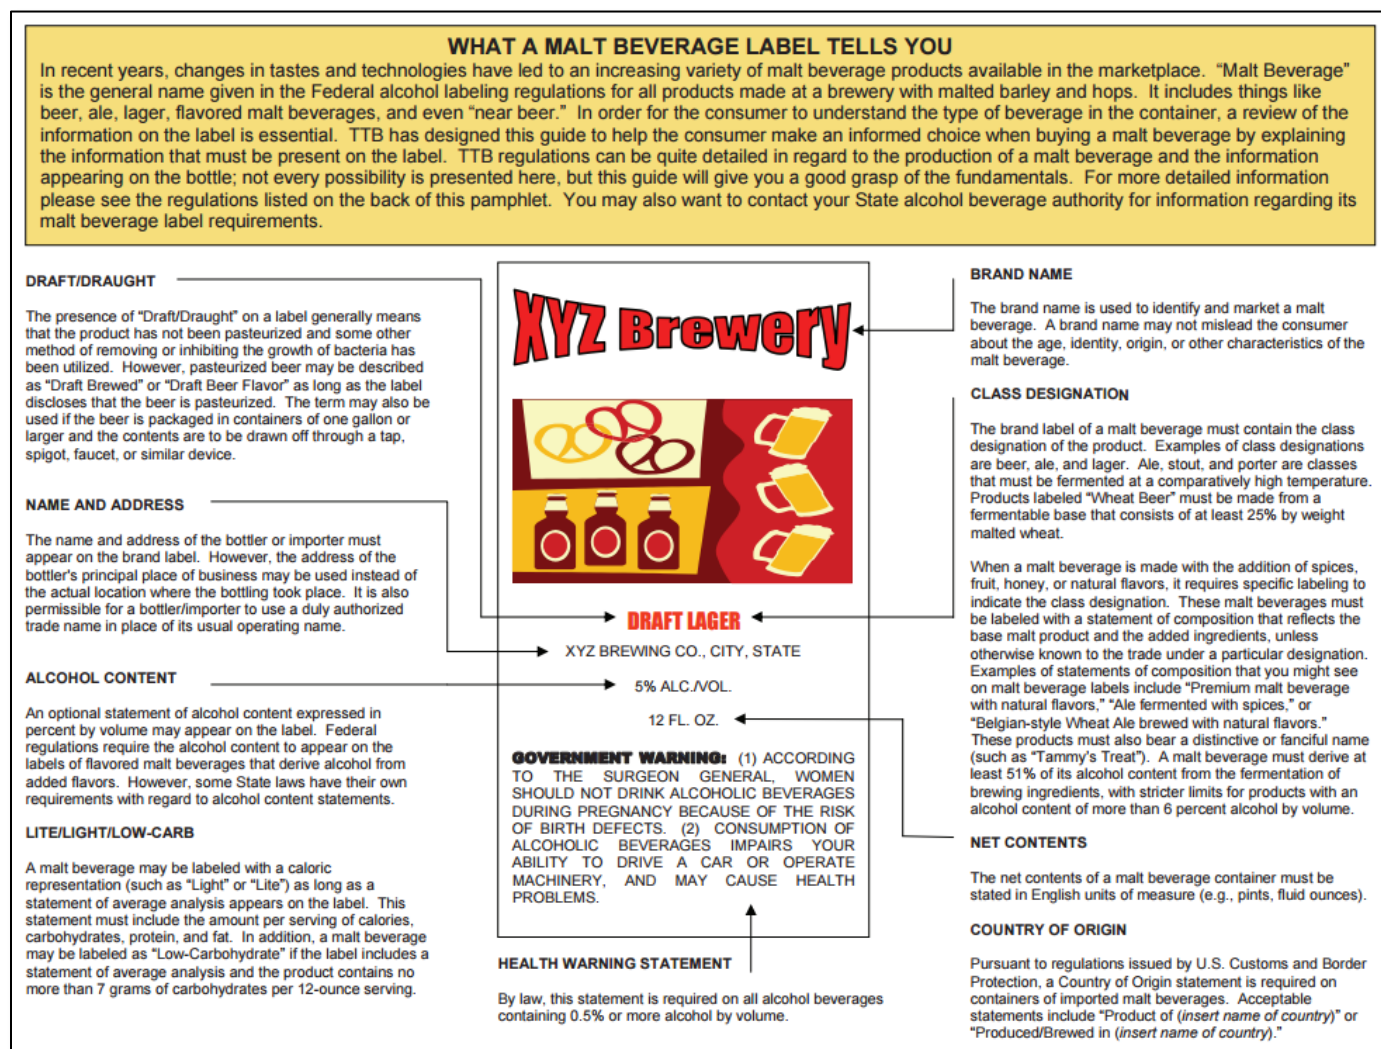 WHAT A MALT BEVERAGE LABEL TELLS YOU
In recent years, changes in tastes and technologies have led to an increasing variety of malt beverage products available in the marketplace. “Malt Beverage”
is the general name given in the Federal alcohol labeling regulations for all products made at a brewery with malted barley and hops. It includes things like
beer, ale, lager, flavored malt beverages, and even “near beer.” In order for the consumer to understand the type of beverage in the container, a review of the
information on the label is essential. TTB has designed this guide to help the consumer make an informed choice when buying a malt beverage by explaining
the information that must be present on the label. TTB regulations can be quite detailed in regard to the production of a malt beverage and the information
appearing on the bottle; not every possibility is presented here, but this guide will give you a good grasp of the fundamentals. For more detailed information
please see the regulations listed on the back of this pamphlet. You may also want to contact your State alcohol beverage authority for information regarding its
malt beverage label requirements.
DRAFT/DRAUGHT
The presence of “Draft/Draught” on a label generally means
that the product has not been pasteurized and some other
method of removing or inhibiting the growth of bacteria has
been utilized. However, pasteurized beer may be described
as “Draft Brewed” or “Draft Beer Flavor” as long as the label
discloses that the beer is pasteurized. The term may also be
used if the beer is packaged in containers of one gallon or
larger and the contents are to be drawn off through a tap,
spigot, faucet, or similar device.
NAME AND ADDRESS
The name and address of the bottler or importer must
appear on the brand label. However, the address of the
bottler's principal place of business may be used instead of
the actual location where the bottling took place. It is also
permissible for a bottler/importer to use a duly authorized
trade name in place of its usual operating name.
ALCOHOL CONTENT
An optional statement of alcohol content expressed in
percent by volume may appear on the label. Federal
regulations require the alcohol content to appear on the
labels of flavored malt beverages that derive alcohol from
added flavors. However, some State laws have their own
requirements with regard to alcohol content statements.
LITE/LIGHT/LOW-CARB
A malt beverage may be labeled with a caloric
representation (such as “Light” or “Lite”) as long as a
statement of average analysis appears on the label. This
statement must include the amount per serving of calories,
carbohydrates, protein, and fat. In addition, a malt beverage
may be labeled as “Low-Carbohydrate” if the label includes a
statement of average analysis and the product contains no
more than 7 grams of carbohydrates per 12-ounce serving.
XYZ Brewery
DRAFT LAGER
XYZ BREWING CO., CITY, STATE
5% ALC./VOL.
12 FL. OZ.
GOVERNMENT WARNING: (1) ACCORDING
TO THE SURGEON GENERAL, WOMEN
SHOULD NOT DRINK ALCOHOLIC BEVERAGES
DURING PREGNANCY BECAUSE OF THE RISK
OF BIRTH DEFECTS. (2) CONSUMPTION OF
ALCOHOLIC BEVERAGES IMPAIRS YOUR
ABILITY TO DRIVE A CAR OR OPERATE
MACHINERY, AND MAY CAUSE HEALTH
PROBLEMS.
HEALTH WARNING STATEMENT
By law, this statement is required on all alcohol beverages
containing 0.5% or more alcohol by volume.
BRAND NAME
The brand name is used to identify and market a malt
beverage. A brand name may not mislead the consumer
about the age, identity, origin, or other characteristics of the
malt beverage.
CLASS DESIGNATION
The brand label of a malt beverage must contain the class
designation of the product. Examples of class designations
are beer, ale, and lager. Ale, stout, and porter are classes
that must be fermented at a comparatively high temperature.
Products labeled “Wheat Beer” must be made from a
fermentable base that consists of at least 25% by weight
malted wheat.
When a malt beverage is made with the addition of spices,
fruit, honey, or natural flavors, it requires specific labeling to
indicate the class designation. These malt beverages must
be labeled with a statement of composition that reflects the
base malt product and the added ingredients, unless
otherwise known to the trade under a particular designation.
Examples of statements of composition that you might see
on malt beverage labels include “Premium malt beverage
with natural flavors,” “Ale fermented with spices,” or
“Belgian-style Wheat Ale brewed with natural flavors.”
These products must also bear a distinctive or fanciful name
(such as “Tammy's Treat”). A malt beverage must derive at
least 51% of its alcohol content from the fermentation of
brewing ingredients, with stricter limits for products with an
alcohol content of more than 6 percent alcohol by volume.
NET CONTENTS
The net contents of a malt beverage container must be
stated in English units of measure (e.g., pints, fluid ounces).
COUNTRY OF ORIGIN
Pursuant to regulations issued by U.S. Customs and Border
Protection, a Country of Origin statement is required on
containers of imported malt beverages. Acceptable
statements include “Product of (insert name of country)” or
“Produced/Brewed in (insert name of country).”